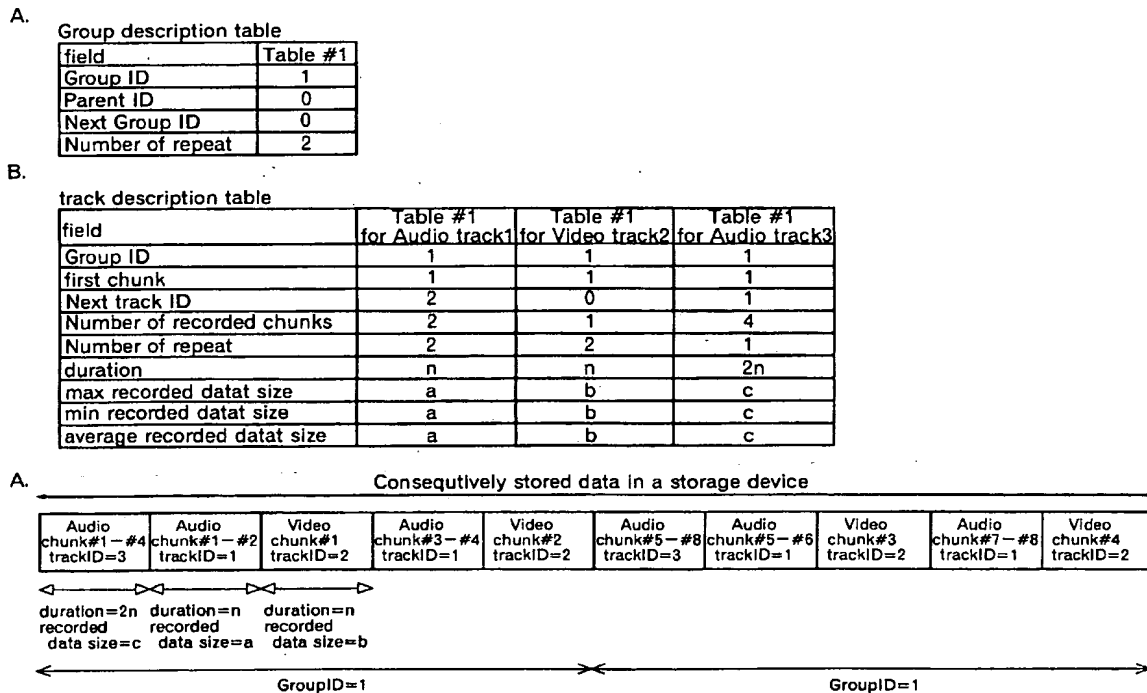 A.
Group description table
field Table #1
Group ID 1
Parent ID 0
Next Group ID 0
Number of repeat 2
B.
track description table
field Table #1 for Audio track1 Table #1 for Video track2 Table #1 for Audio track3
Group ID 1 1 1
first chunk 1 1 1
Next track ID 2 0 1
Number of recorded chunks 2 1 4
Number of repeat 2 2 1
duration n n 2n
max recorded datat size a b c
min recorded datat size a b c
average recorded datat size a b c
A.
Consequtively stored data in a storage device
Audio Audio Video Audio Video Audio Audio Video Audio Video
chunk#1-#4 chunk#1-#2 chunk#1 chunk#3-#4 chunk#2 chunk#5-#8 chunk#5-#6 chunk#3 chunk#7-#8 chunk#4
trackID=3 trackID=1 trackID=2 trackID=1 trackID=2 trackID=3 trackID=1 trackID=2 trackID=1 trackID=2
duration=2n duration=n duration=n
recorded recorded recorded
data size=c data size=a data size=b
GroupID=1 GroupID=1